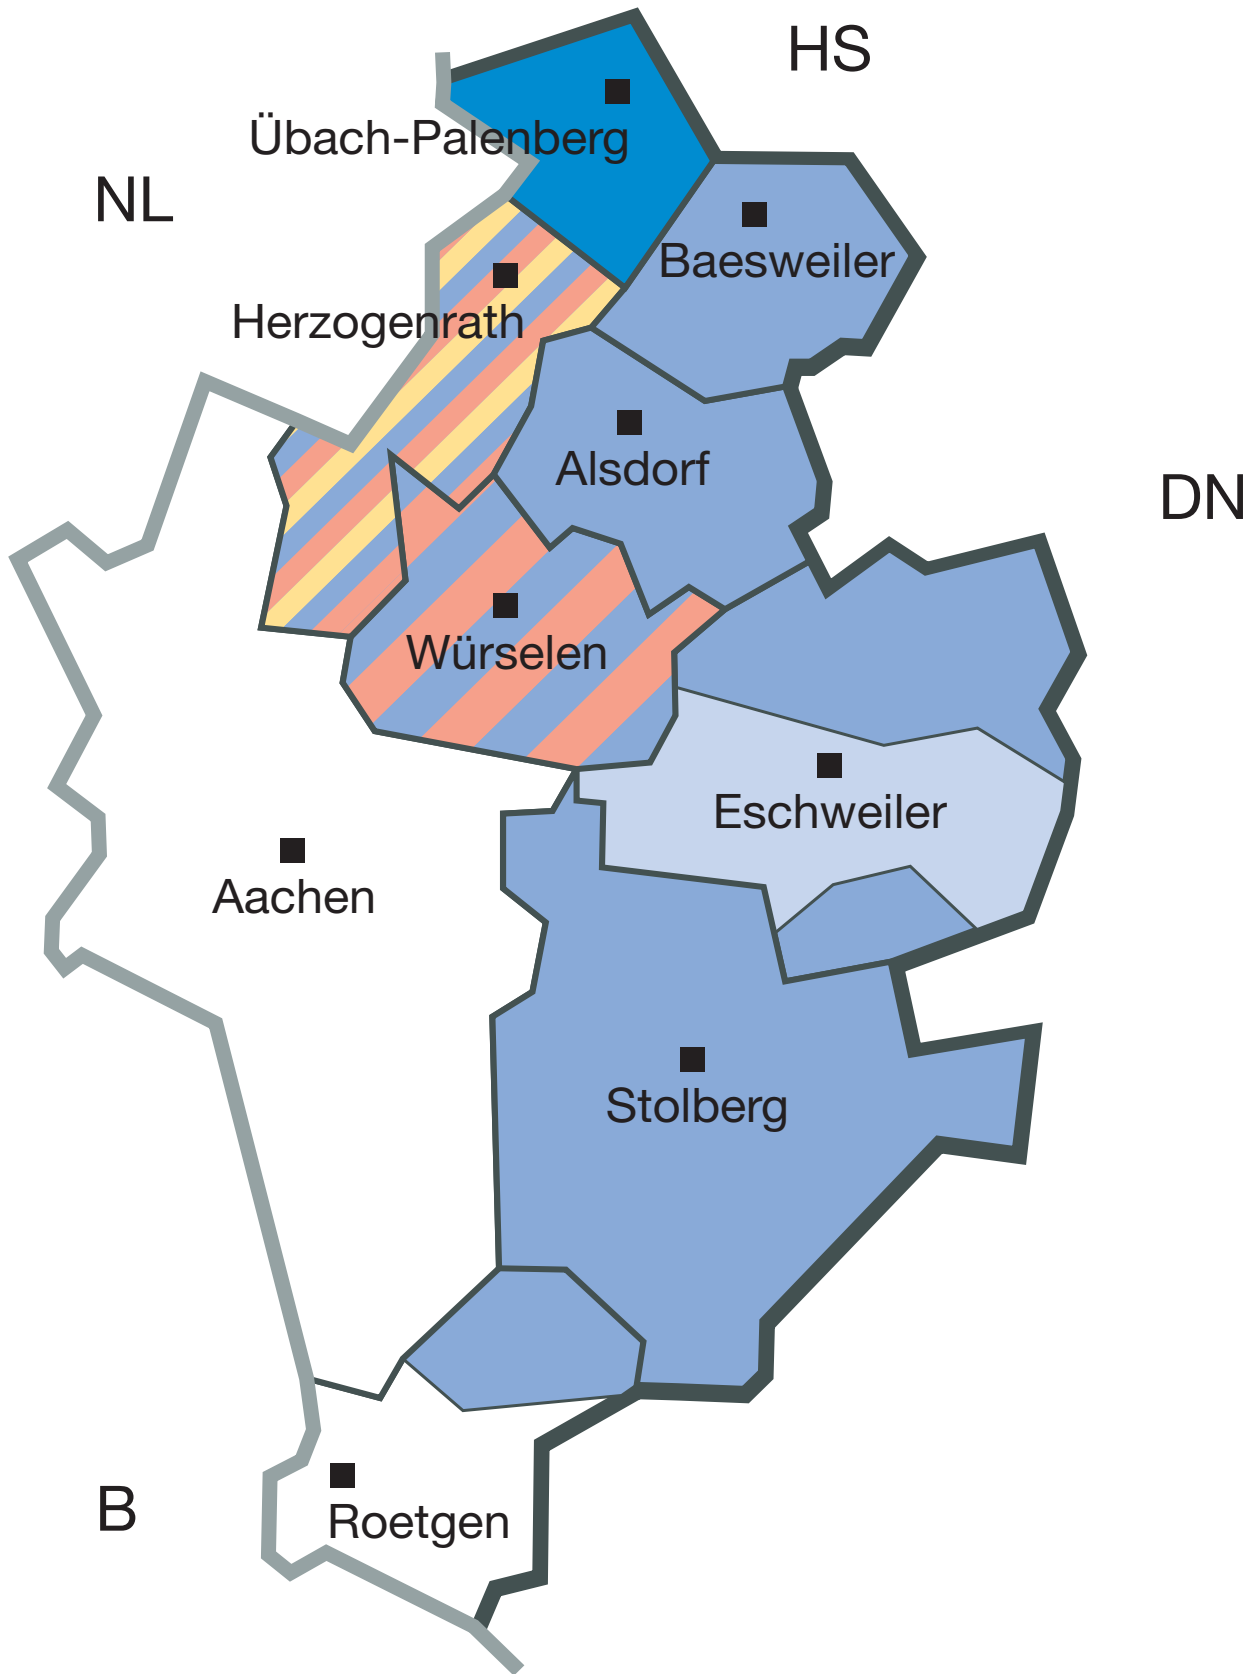 HS
Übach-Palenberg
NL
Baesweiler
Herzogenrath
Alsdorf
DN
Würselen
Eschweiler
Aachen
Stolberg
B
Roetgen